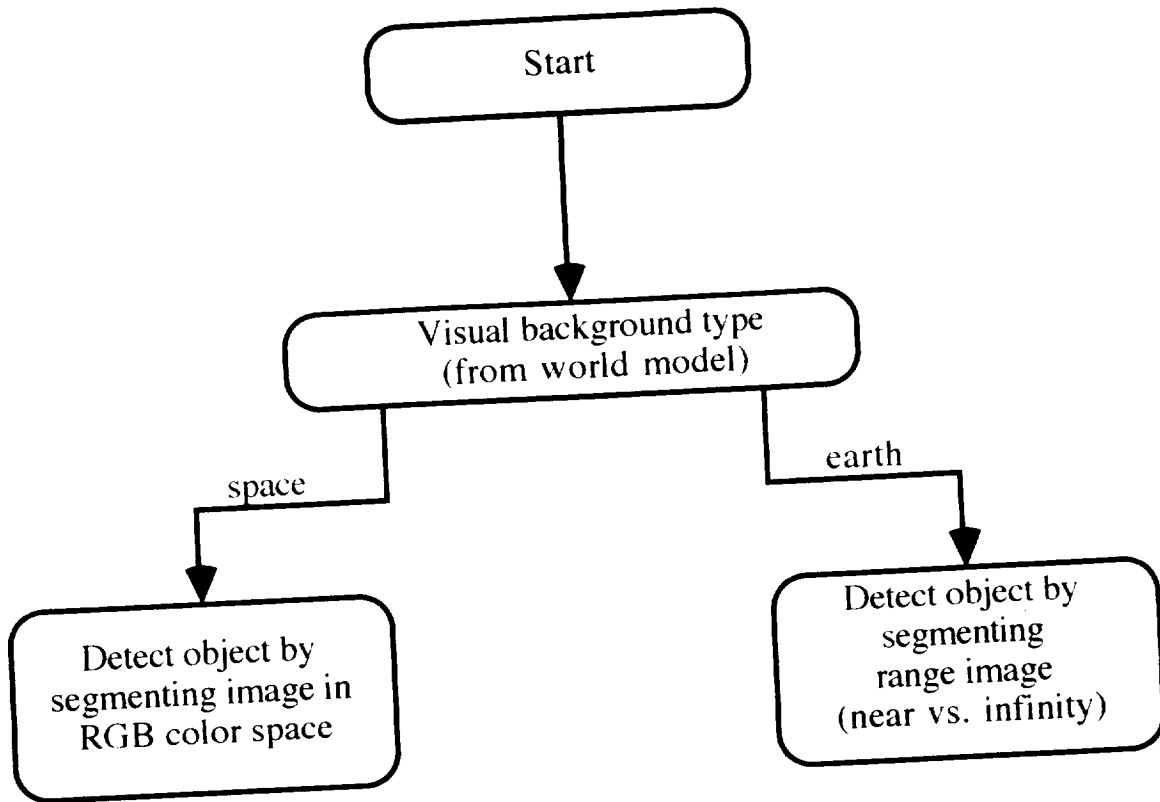 Start
Visual background type
(from world model)
space
earth
Detect object by
segmenting image in
RGB color space
Detect object by
segmenting
range image
(near vs. infinity)